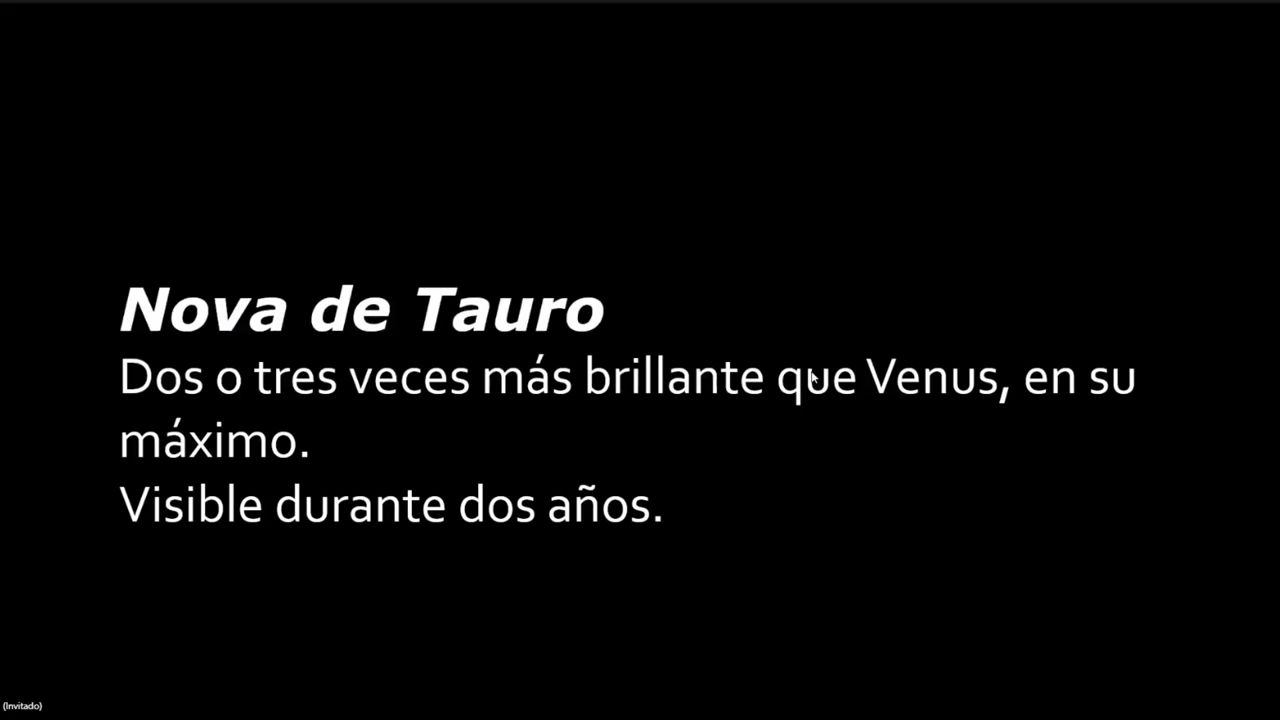 Nova de Tauro
Dos o tres veces más brillante que Venus, en su
máximo.
Visible durante dos años.
(Invitado)